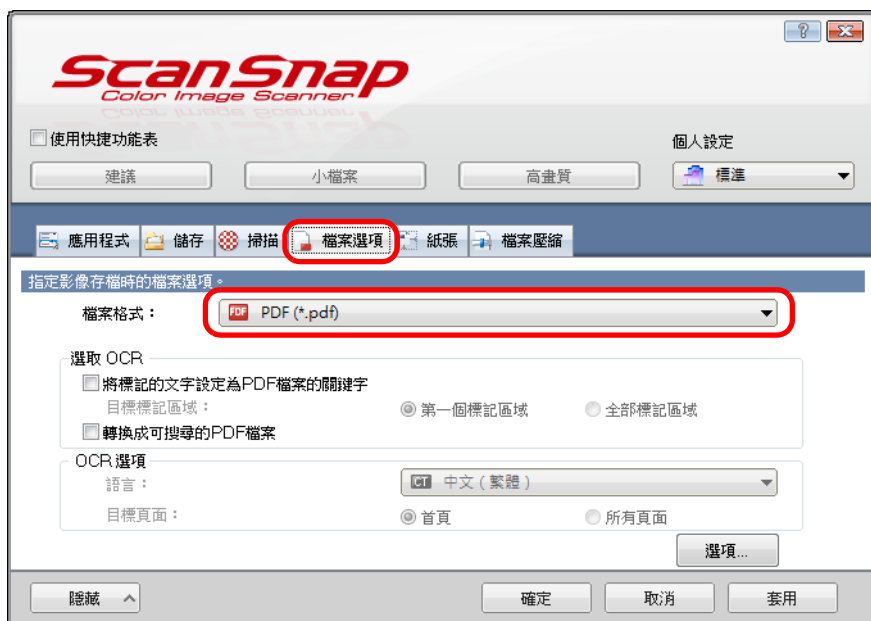 ScanSnap
Color Image Scanner
使用快捷功能表
個人設定
建議 小檔案 高畫質 標準
應用程式 儲存 掃描 檔案選項 紙張 檔案壓縮
指定影像存檔時的檔案選項。
檔案格式： PDF PDF (*.pdf)
選取 OCR
將標記的文字設定為PDF檔案的關鍵字
目標標記區域： 第一個標記區域 全部標記區域
轉換成可搜尋的PDF檔案
OCR 選項
語言： CT 中文（繁體）
目標頁面： 首頁 所有頁面
選項...
隱藏 確定 取消 套用